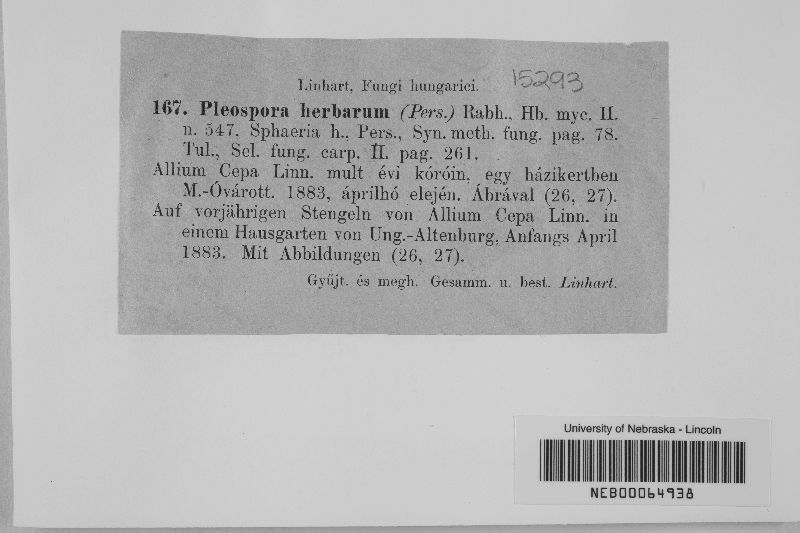 Linhart, Fungi hungarici. 15293
167. Pleospora herbarum (Pers.) Rabh., Hb. myc. II.
n. 547. Sphaeria h., Pers., Syn. meth. fung. pag. 78.
Tul., Sel. fung. carp. II. pag. 261.
Allium Cepa Linn. mult évi kóróin, egy házikertben
M.-Óvárott. 1883, áprilhó elején. Ábrával (26, 27).
Auf vorjährigen Stengeln von Allium Cepa Linn. in
einem Hausgarten von Ung.-Altenburg, Anfangs April
1883. Mit Abbildungen (26, 27).
Gyűjt. és megh. Gesamm. u. best. Linhart.
University of Nebraska - Lincoln
NEB00064938